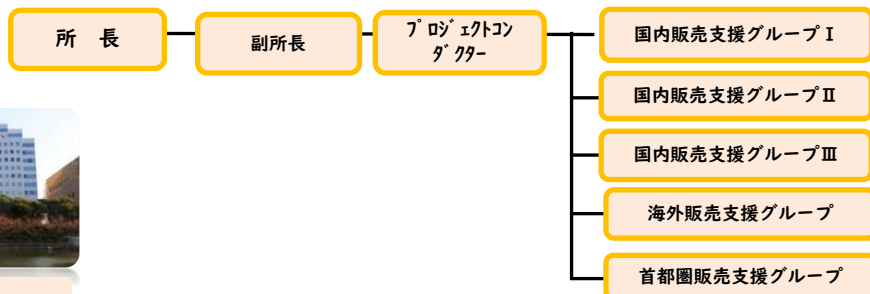 所　長
副所長
ﾌﾟﾛｼﾞｪｸﾄｺﾝ
ﾀﾞｸﾀｰ
国内販売支援グループⅠ
国内販売支援グループⅡ
国内販売支援グループⅢ
海外販売支援グループ
首都圏販売支援グループ